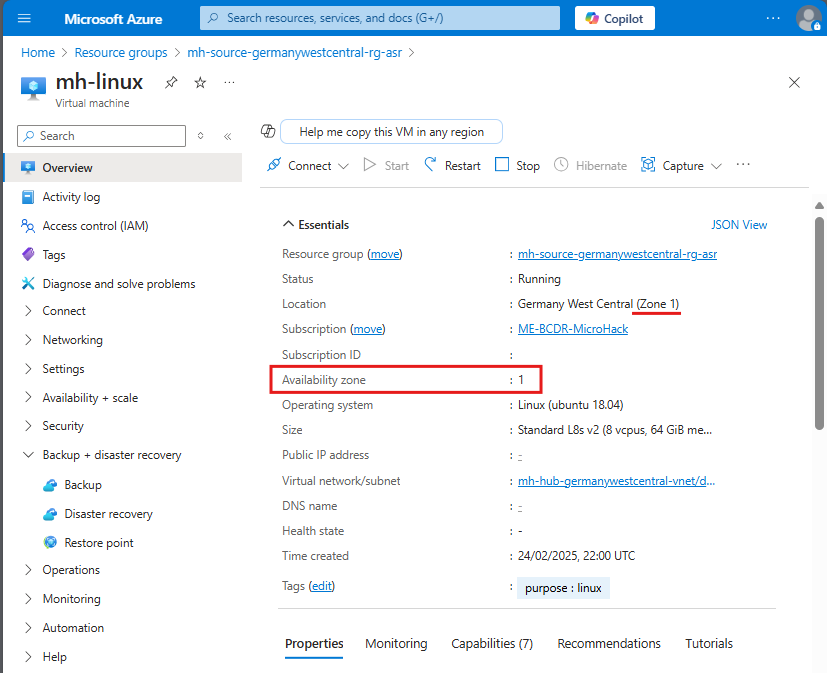 Microsoft Azure
Search resources, services, and docs (G+/)
Copilot
...
Home > Resource groups > mh-source-germanywestcentral-rg-asr >
mh-linux
...
Virtual machine
Search
«
Help me copy this VM in any region
Connect
Start
Restart
Stop
Hibernate
Capture
...
Overview
Activity log
Access control (IAM)
Tags
Diagnose and solve problems
Connect
Networking
Settings
Availability + scale
Security
Backup + disaster recovery
Backup
Disaster recovery
Restore point
Operations
Monitoring
Automation
Help
Essentials
JSON View
Resource group (move) : mh-source-germanywestcentral-rg-asr
Status : Running
Location : Germany West Central (Zone 1)
Subscription (move) : ME-BCDR-MicroHack
Subscription ID :
Availability zone : 1
Operating system : Linux (ubuntu 18.04)
Size : Standard L8s v2 (8 vcpus, 64 GiB me...
Public IP address : -
Virtual network/subnet : mh-hub-germanywestcentral-vnet/d...
DNS name : -
Health state : -
Time created : 24/02/2025, 22:00 UTC
Tags (edit) : purpose : linux
Properties
Monitoring
Capabilities (7)
Recommendations
Tutorials